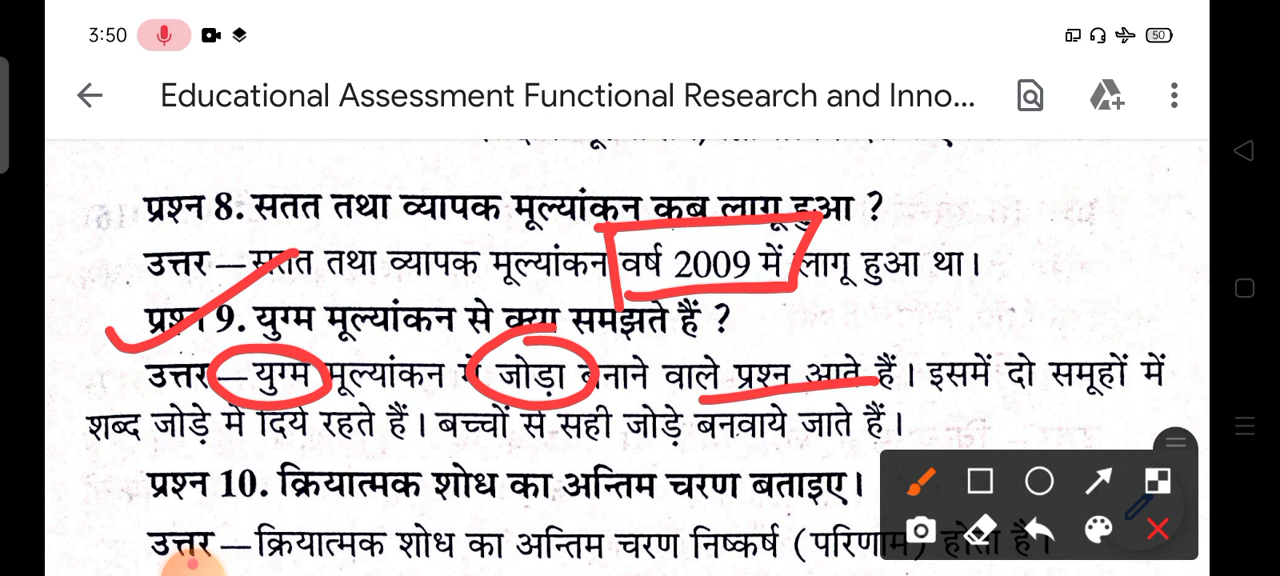 3:50
50
Educational Assessment Functional Research and Inno...
प्रश्न 8. सतत तथा व्यापक मूल्यांकन कब लागू हुआ ?
उत्तर – सतत तथा व्यापक मूल्यांकन वर्ष 2009 में लागू हुआ था।
प्रश्न 9. युग्म मूल्यांकन से क्या समझते हैं ?
उत्तर – युग्म मूल्यांकन में जोड़ा बनाने वाले प्रश्न आते हैं। इसमें दो समूहों में
शब्द जोड़े में दिये रहते हैं। बच्चों से सही जोड़े बनवाये जाते हैं।
प्रश्न 10. क्रियात्मक शोध का अन्तिम चरण बताइए।
उत्तर – क्रियात्मक शोध का अन्तिम चरण निष्कर्ष (परिणाम) होता है।